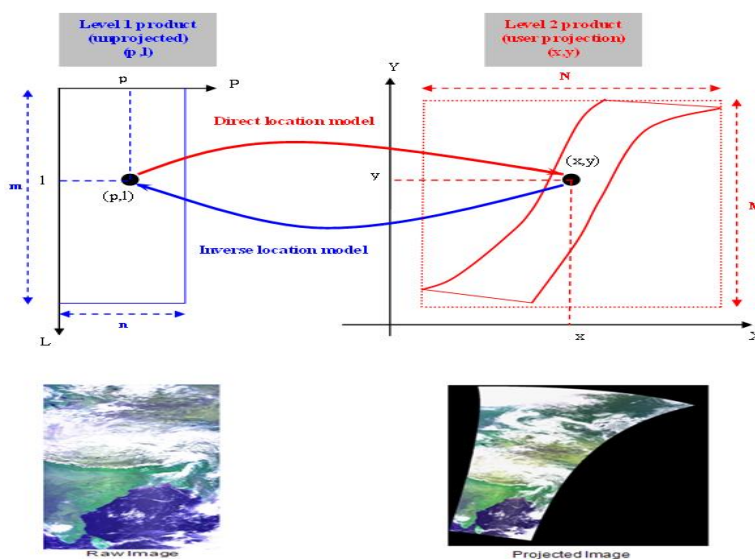 Level 1 product
(unprojected)
(p,l)
Level 2 product
(user projection)
(x,y)
p
P
Y
N
Direct location model
(x,y)
m
l
(p,l)
y
M
Inverse location model
n
L
x
X
Raw Image
Projected Image